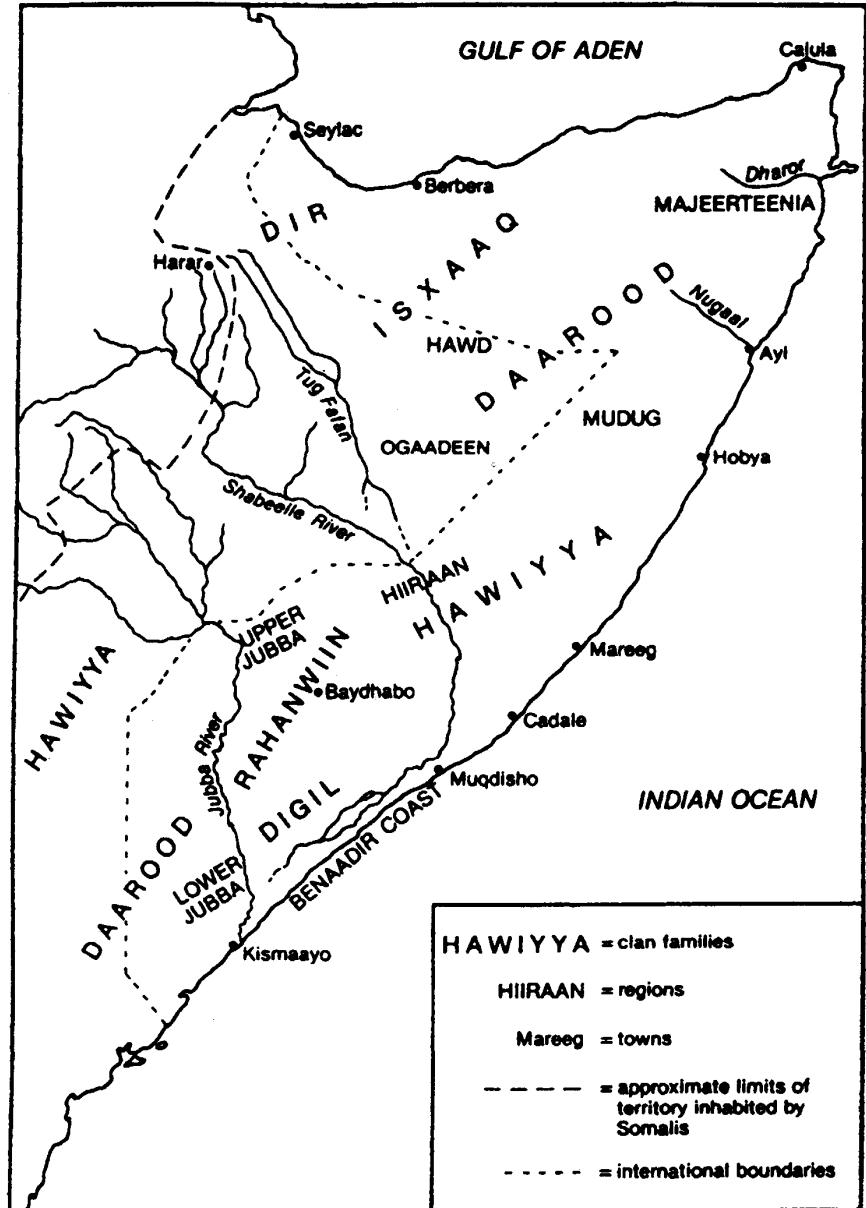 GULF OF ADEN
Calula
Seylac
Berbera
Dharor
MAJEERTEENIA
DIR
ISXAAQ
Harar
DAAROOD
Nugaal
HAWD
Ayl
Tug Fafan
MUDUG
OGAADEEN
Hobya
Shabeelle River
HIIRAAN
HAWIYYA
UPPER
JUBBA
Mareeg
HAWIYYA
RAHANWIIN
Baydhabo
Cadale
Jubba River
Muqdisho
DIGIL
INDIAN OCEAN
DAAROOD
BENAADIR COAST
LOWER
JUBBA
Kismaayo
HAWIYYA = clan families
HIIRAAN = regions
Mareeg = towns
= approximate limits of
territory inhabited by
Somalis
= international boundaries